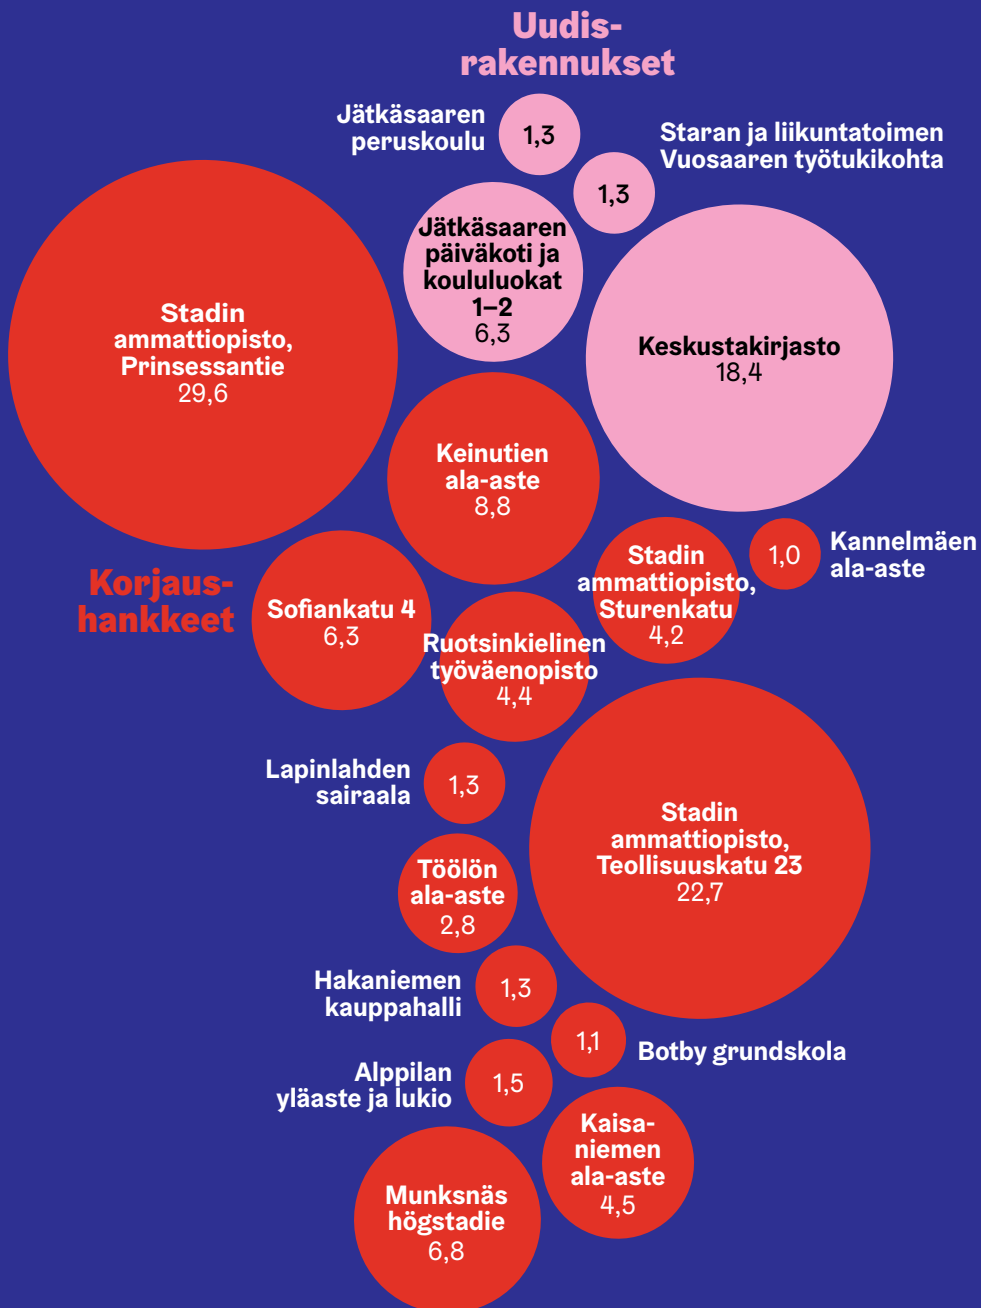 Uudis-
rakennukset
Jätkäsaaren
peruskoulu
1,3
Staran ja liikuntatoimen
Vuosaaren työtukikohta
1,3
Jätkäsaaren
päiväkoti ja
koululuokat
1–2
6,3
Stadin
ammattiopisto,
Prinsessantie
29,6
Keskustakirjasto
18,4
Keinutien
ala-aste
8,8
Korjaus-
hankkeet
Sofiankatu 4
6,3
Stadin
ammattiopisto,
Sturenkatu
4,2
1,0
Kannelmäen
ala-aste
Ruotsinkielinen
työväenopisto
4,4
Lapinlahden
sairaala
1,3
Stadin
ammattiopisto,
Teollisuuskatu 23
22,7
Töölön
ala-aste
2,8
Hakaniemen
kauppahalli
1,3
1,1
Botby grundskola
Alppilan
yläaste ja lukio
1,5
Kaisa-
niemen
ala-aste
4,5
Munksnäs
högstadie
6,8